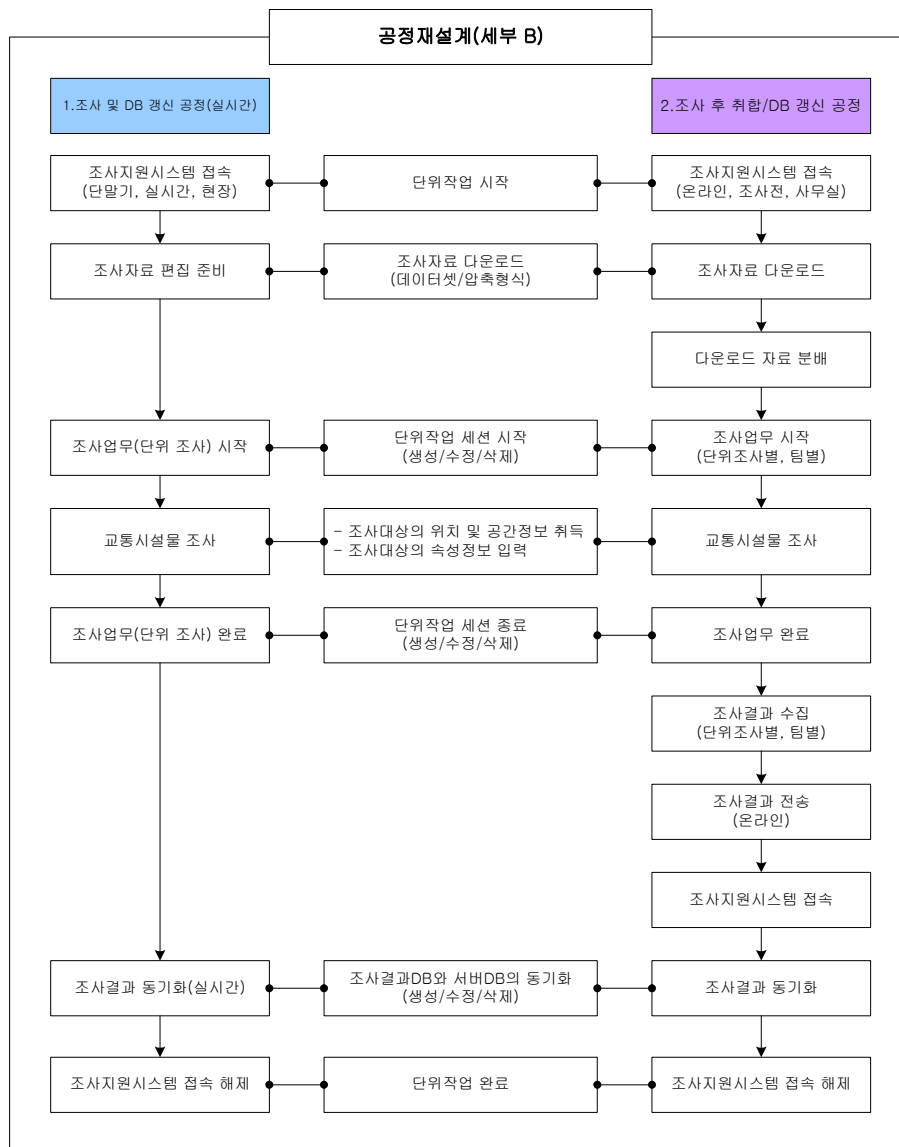 공정재설계(세부 B)
1.조사 및 DB 갱신 공정(실시간)
2.조사 후 취합/DB 갱신 공정
조사지원시스템 접속
(단말기, 실시간, 현장)
단위작업 시작
조사지원시스템 접속
(온라인, 조사전, 사무실)
조사자료 편집 준비
조사자료 다운로드
(데이터셋/압축형식)
조사자료 다운로드
다운로드 자료 분배
조사업무(단위 조사) 시작
단위작업 세션 시작
(생성/수정/삭제)
조사업무 시작
(단위조사별, 팀별)
교통시설물 조사
- 조사대상의 위치 및 공간정보 취득
- 조사대상의 속성정보 입력
교통시설물 조사
조사업무(단위 조사) 완료
단위작업 세션 종료
(생성/수정/삭제)
조사업무 완료
조사결과 수집
(단위조사별, 팀별)
조사결과 전송
(온라인)
조사지원시스템 접속
조사결과 동기화(실시간)
조사결과DB와 서버DB의 동기화
(생성/수정/삭제)
조사결과 동기화
조사지원시스템 접속 해제
단위작업 완료
조사지원시스템 접속 해제